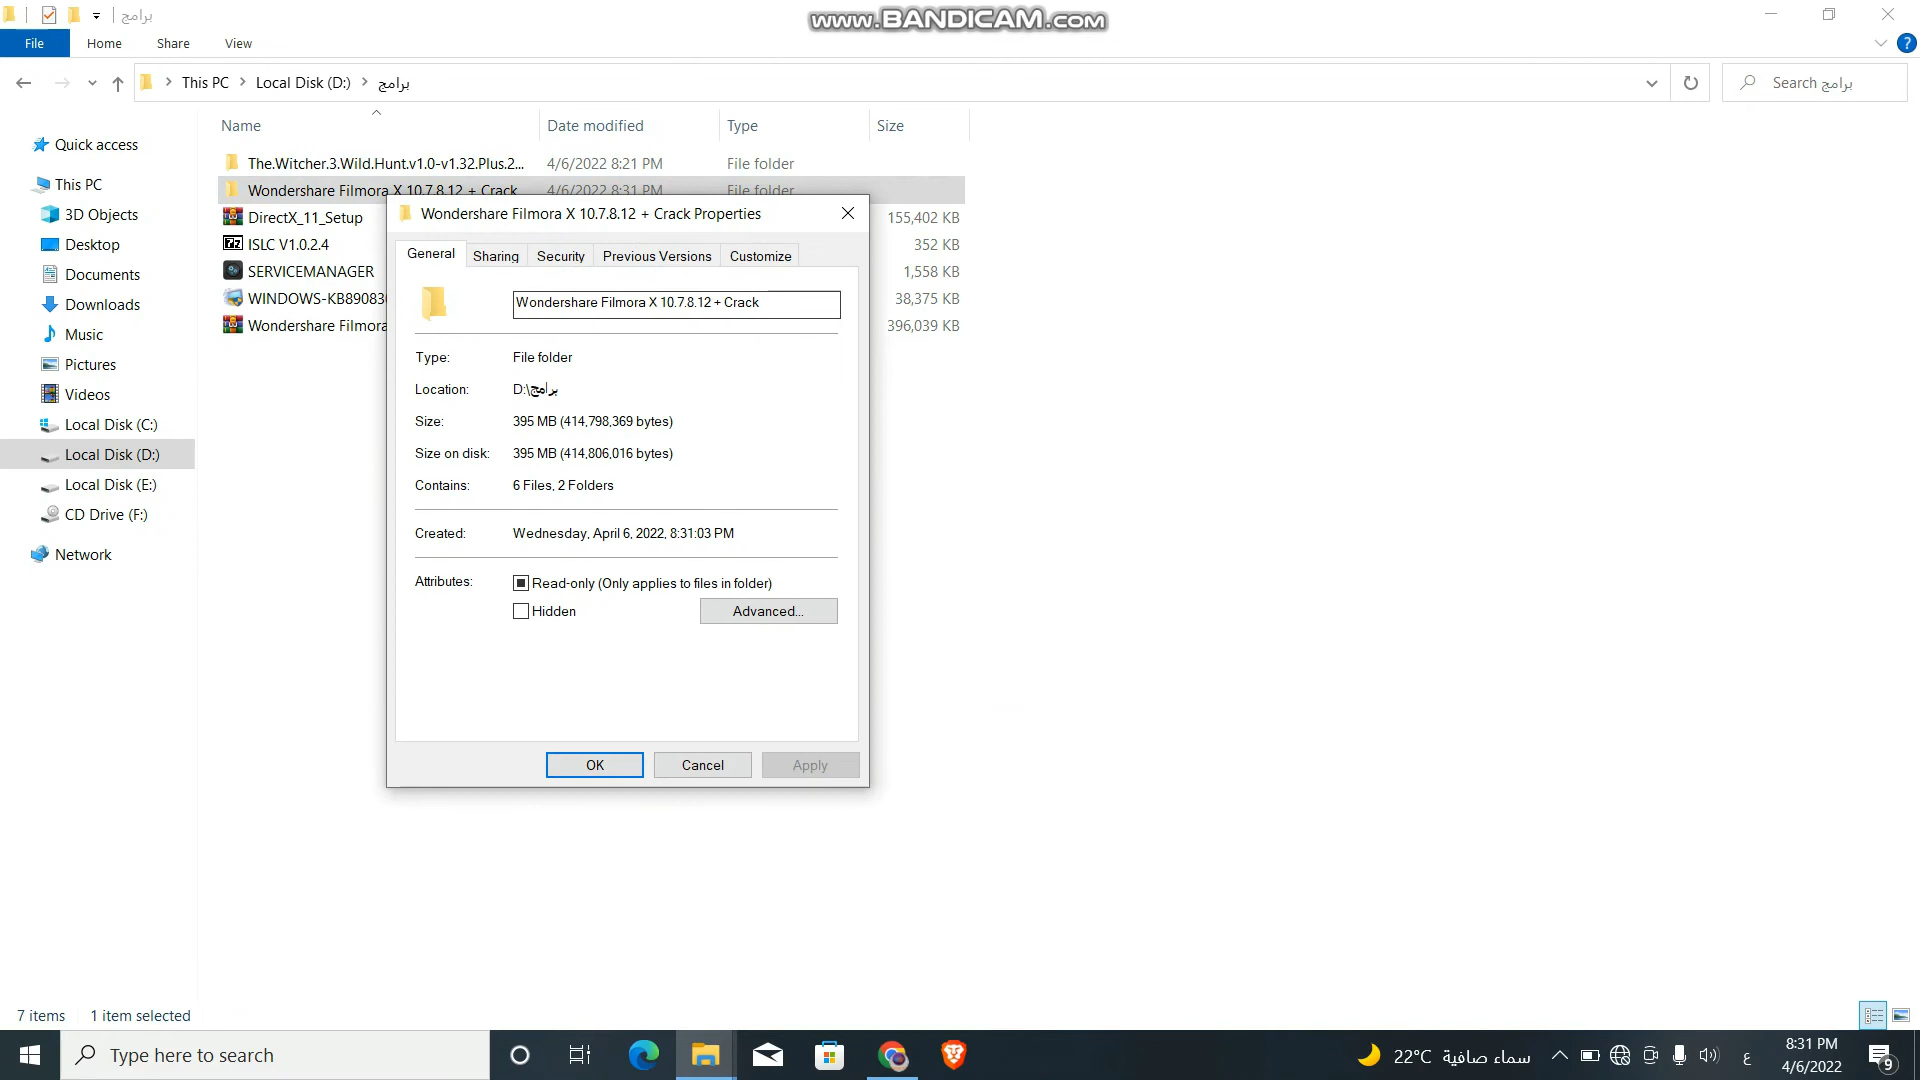 برامج
www.BANDICAM.com
File
Home
Share
View
This PC
Local Disk (D:)
برامج
Search برامج
Name
Date modified
Type
Size
Quick access
This PC
3D Objects
Desktop
Documents
Downloads
Music
Pictures
Videos
Local Disk (C:)
Local Disk (D:)
Local Disk (E:)
CD Drive (F:)
Network
The.Witcher.3.Wild.Hunt.v1.0-v1.32.Plus.2... 4/6/2022 8:21 PM File folder
Wondershare Filmora X 10.7.8.12 + Crack 4/6/2022 8:31 PM File folder
DirectX_11_Setup 155,402 KB
ISLC V1.0.2.4 352 KB
SERVICEMANAGER 1,558 KB
WINDOWS-KB89083 38,375 KB
Wondershare Filmora 396,039 KB
Wondershare Filmora X 10.7.8.12 + Crack Properties
General
Sharing
Security
Previous Versions
Customize
Wondershare Filmora X 10.7.8.12 + Crack
Type: File folder
Location: D:\برامج
Size: 395 MB (414,798,369 bytes)
Size on disk: 395 MB (414,806,016 bytes)
Contains: 6 Files, 2 Folders
Created: Wednesday, April 6, 2022, 8:31:03 PM
Attributes: Read-only (Only applies to files in folder)
Hidden
Advanced...
OK
Cancel
Apply
7 items
1 item selected
Type here to search
22°C سماء صافية
ع
8:31 PM
4/6/2022
9